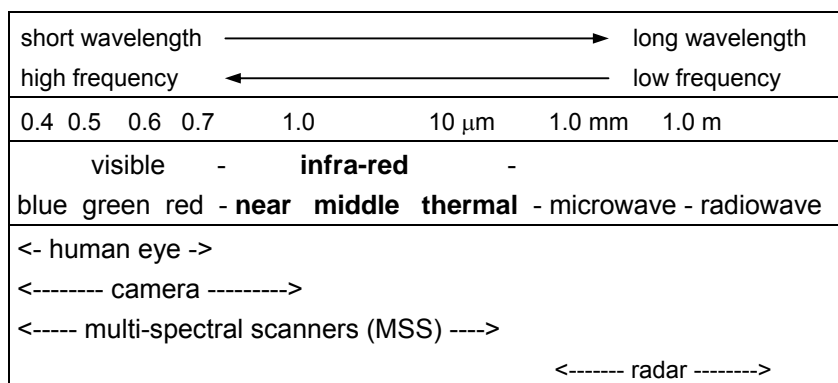 short wavelength long wavelength
high frequency low frequency
0.4 0.5 0.6 0.7 1.0 10 μm 1.0 mm 1.0 m
visible - infra-red -
blue green red - near middle thermal - microwave - radiowave
<- human eye ->
<-------- camera --------->
<----- multi-spectral scanners (MSS) ---->
<------- radar -------->